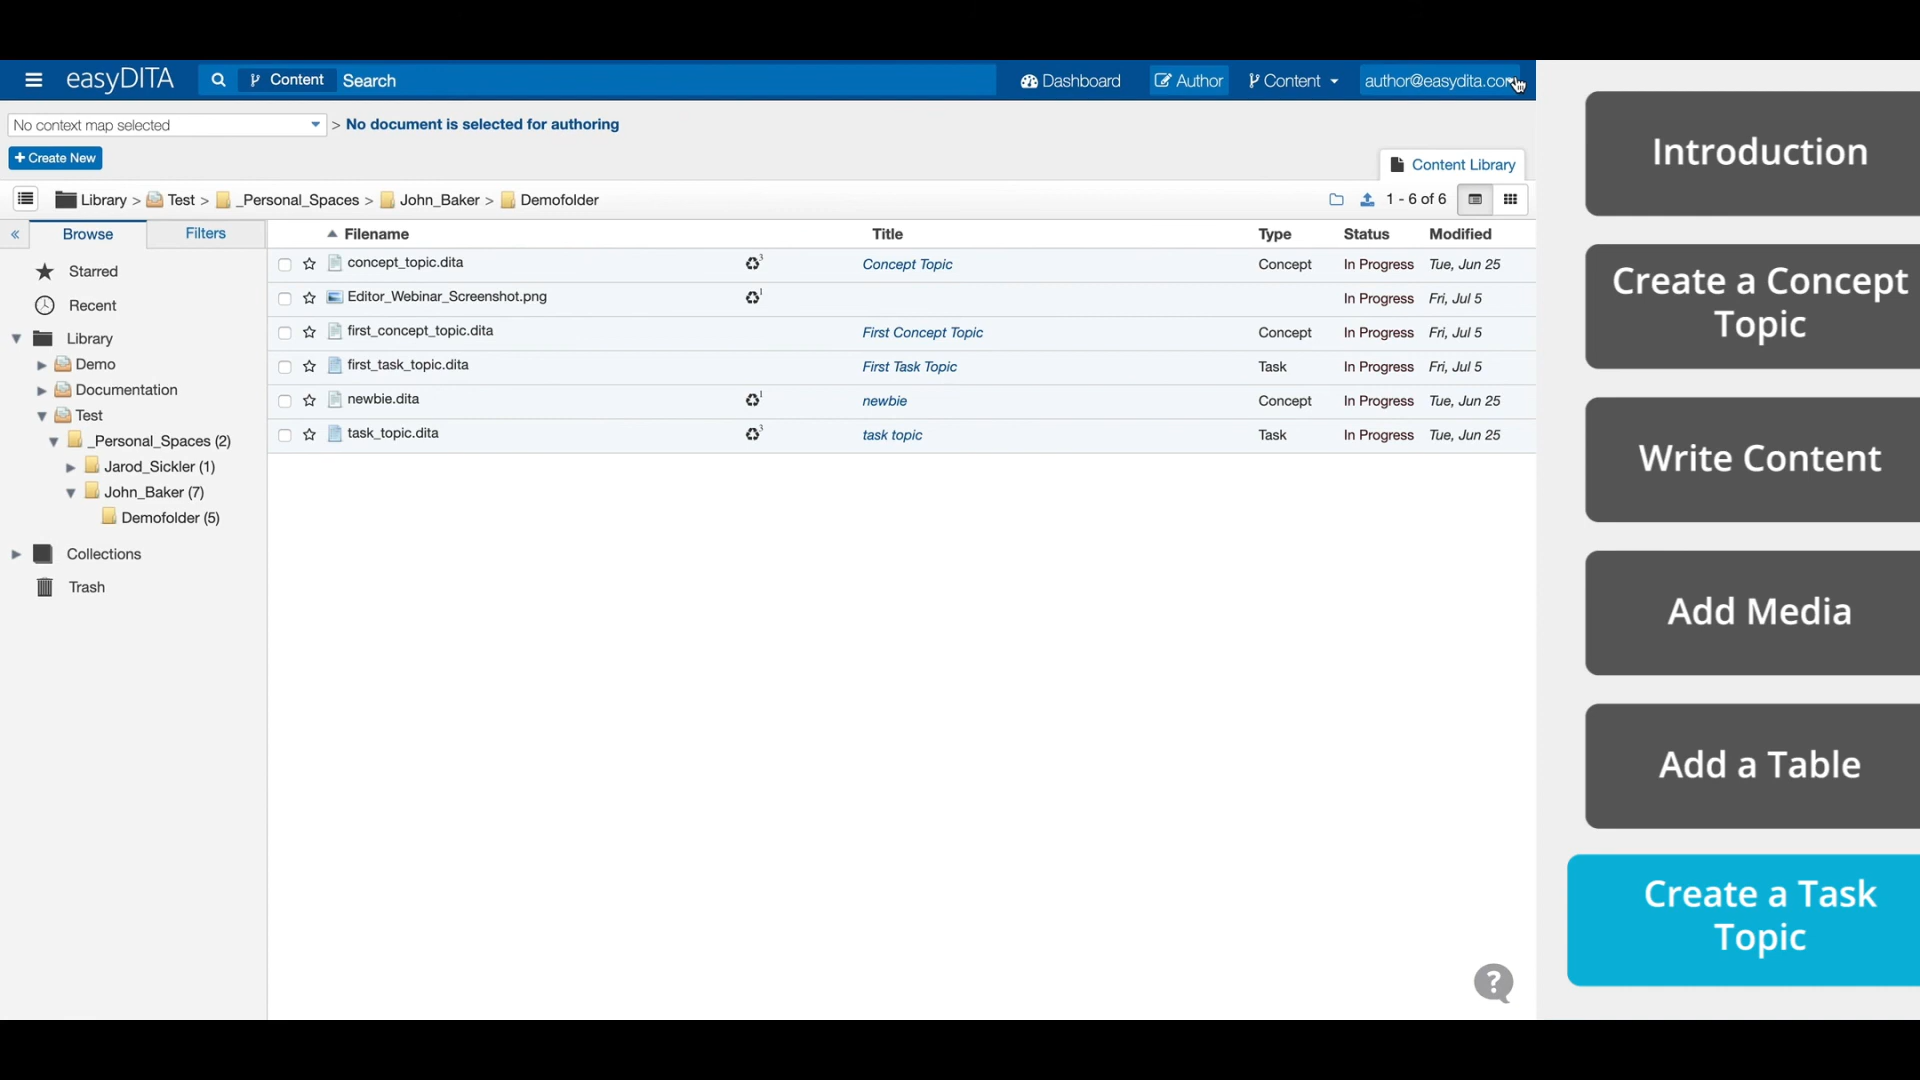 easyDITA Content Search Dashboard Author Content author@easydita.com
No context map selected > No document is selected for authoring
+ Create New
Content Library
Library > Test > _Personal_Spaces > John_Baker > Demofolder 1 - 6 of 6
« Browse Filters
Filename Title Type Status Modified
concept_topic.dita 3 Concept Topic Concept In Progress Tue, Jun 25
Editor_Webinar_Screenshot.png 1 In Progress Fri, Jul 5
first_concept_topic.dita First Concept Topic Concept In Progress Fri, Jul 5
first_task_topic.dita First Task Topic Task In Progress Fri, Jul 5
newbie.dita 1 newbie Concept In Progress Tue, Jun 25
task_topic.dita 3 task topic Task In Progress Tue, Jun 25
Starred
Recent
Library
Demo
Documentation
Test
_Personal_Spaces (2)
Jarod_Sickler (1)
John_Baker (7)
Demofolder (5)
Collections
Trash
?
Introduction
Create a Concept
Topic
Write Content
Add Media
Add a Table
Create a Task
Topic